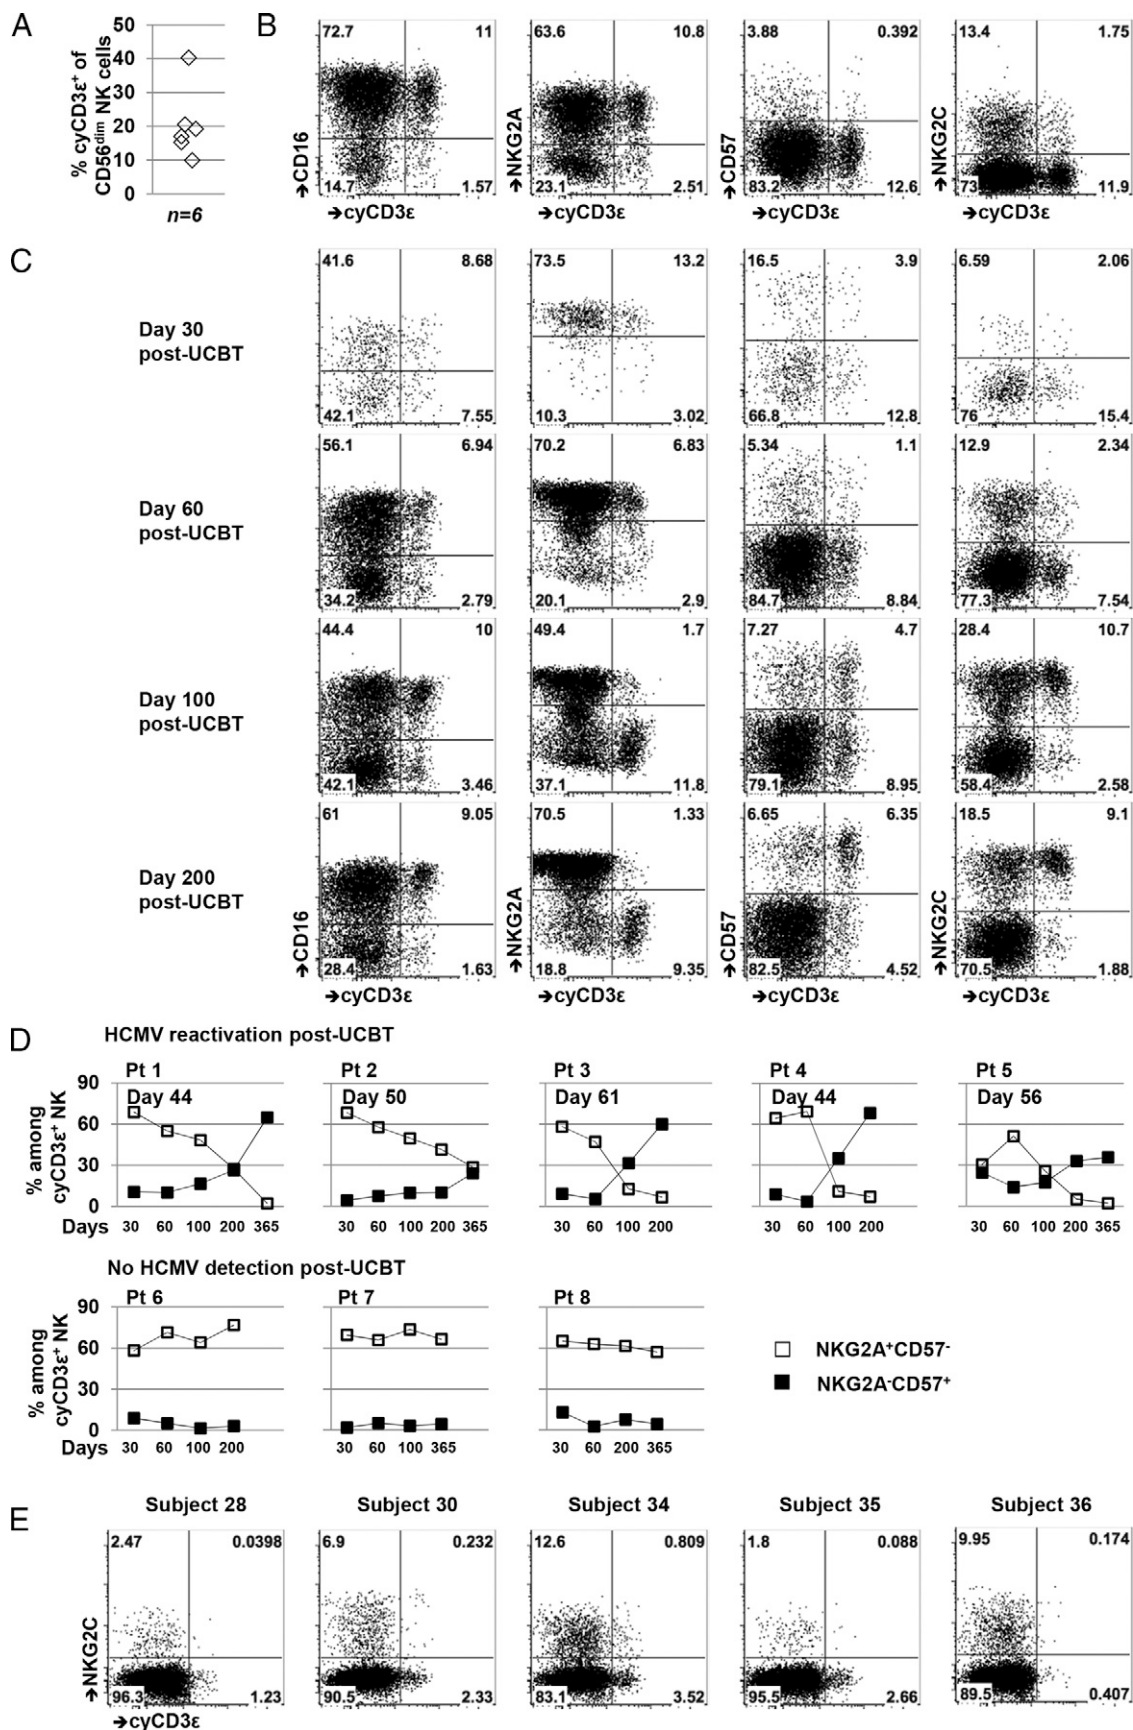 A
B
% cyCD3ε⁺ of
CD56ᵈⁱᵐ NK cells
50
40
30
20
10
0
n=6
72.7 11
14.7 1.57
➔CD16
➔cyCD3ε
63.6 10.8
23.1 2.51
➔NKG2A
➔cyCD3ε
3.88 0.392
83.2 12.6
➔CD57
➔cyCD3ε
13.4 1.75
73 11.9
➔NKG2C
➔cyCD3ε
C
Day 30
post-UCBT
41.6 8.68 73.5 13.2 16.5 3.9 6.59 2.06
42.1 7.55 10.3 3.02 66.8 12.8 76 15.4
Day 60
post-UCBT
56.1 6.94 70.2 6.83 5.34 1.1 12.9 2.34
34.2 2.79 20.1 2.9 84.7 8.84 77.3 7.54
Day 100
post-UCBT
44.4 10 49.4 1.7 7.27 4.7 28.4 10.7
42.1 3.46 37.1 11.8 79.1 8.95 58.4 2.58
Day 200
post-UCBT
61 9.05 70.5 1.33 6.65 6.35 18.5 9.1
28.4 1.63 18.8 9.35 82.5 4.52 70.5 1.88
➔CD16 ➔NKG2A ➔CD57 ➔NKG2C
➔cyCD3ε ➔cyCD3ε ➔cyCD3ε ➔cyCD3ε
D
HCMV reactivation post-UCBT
% among
cyCD3ε⁺ NK
90
60
30
0
Pt 1 Pt 2 Pt 3 Pt 4 Pt 5
Day 44 Day 50 Day 61 Day 44 Day 56
Days 30 60 100 200 365 30 60 100 200 365 30 60 100 200 30 60 100 200 30 60 100 200 365
No HCMV detection post-UCBT
% among
cyCD3ε⁺ NK
90
60
30
0
Pt 6 Pt 7 Pt 8
Days 30 60 100 200 30 60 100 365 30 60 200 365
NKG2A⁺CD57⁻
NKG2A⁻CD57⁺
E
Subject 28 Subject 30 Subject 34 Subject 35 Subject 36
2.47 0.0398 6.9 0.232 12.6 0.809 1.8 0.088 9.95 0.174
96.3 1.23 90.5 2.33 83.1 3.52 95.5 2.66 89.5 0.407
➔NKG2C
➔cyCD3ε